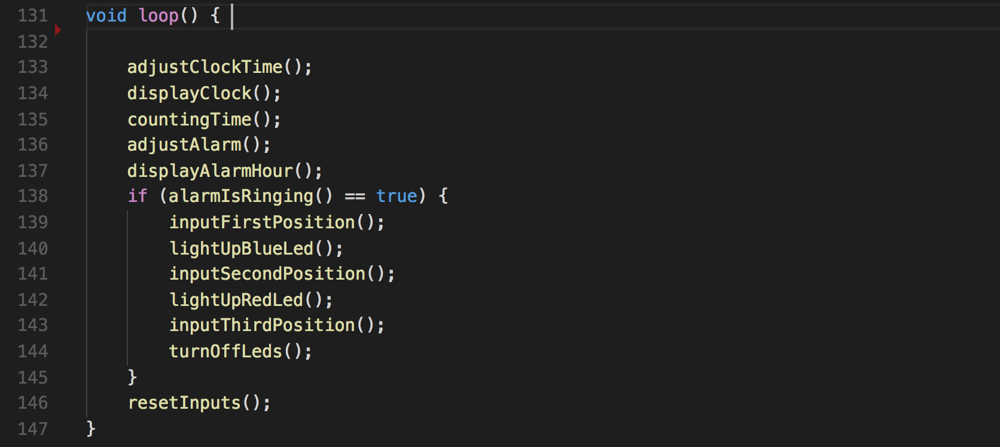 131 void loop() {
132
133 adjustClockTime();
134 displayClock();
135 countingTime();
136 adjustAlarm();
137 displayAlarmHour();
138 if (alarmIsRinging() == true) {
139 inputFirstPosition();
140 lightUpBlueLed();
141 inputSecondPosition();
142 lightUpRedLed();
143 inputThirdPosition();
144 turnOffLeds();
145 }
146 resetInputs();
147 }